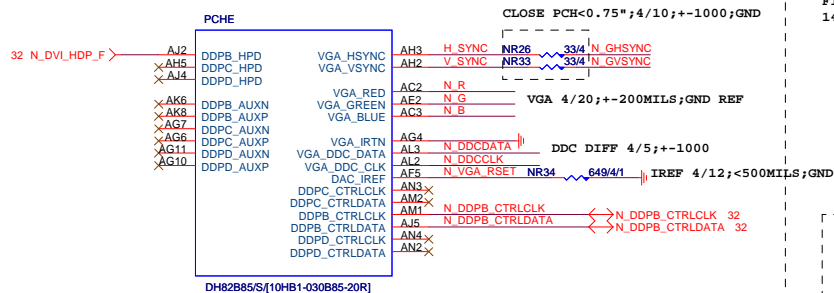 CLOSE PCH<0.75";4/10;+-1000;GND
PCHE
32 N_DVI_HDP_F
AJ2 DDPB_HPD
AH5 DDPC_HPD
AJ4 DDPD_HPD
AK6 DDPB_AUXN
AK8 DDPB_AUXP
AG7 DDPC_AUXN
AG6 DDPC_AUXP
AG11 DDPD_AUXN
AG10 DDPD_AUXP
VGA_HSYNC AH3 H_SYNC NR26 33/4 N_GHSYNC
VGA_VSYNC AH2 V_SYNC NR33 33/4 N_GVSYNC
VGA_RED AC2 N_R
VGA_GREEN AE2 N_G
VGA_BLUE AC3 N_B
VGA 4/20;+-200MILS;GND REF
VGA_IRTN AG4
VGA_DDC_DATA AL3 N_DDCDATA
VGA_DDC_CLK AL2 N_DDCCLK
DDC DIFF 4/5;+-1000
DAC_IREF AF5 N_VGA_RSET NR34 649/4/1 IREF 4/12;<500MILS;GND
DDPC_CTRLCLK AN3
DDPC_CTRLDATA AM2
DDPB_CTRLCLK AM1 N_DDPB_CTRLCLK N_DDPB_CTRLCLK 32
DDPB_CTRLDATA AJ5 N_DDPB_CTRLDATA N_DDPB_CTRLDATA 32
DDPD_CTRLCLK AN4
DDPD_CTRLDATA AN2
DH82B85/S/[10HB1-030B85-20R]